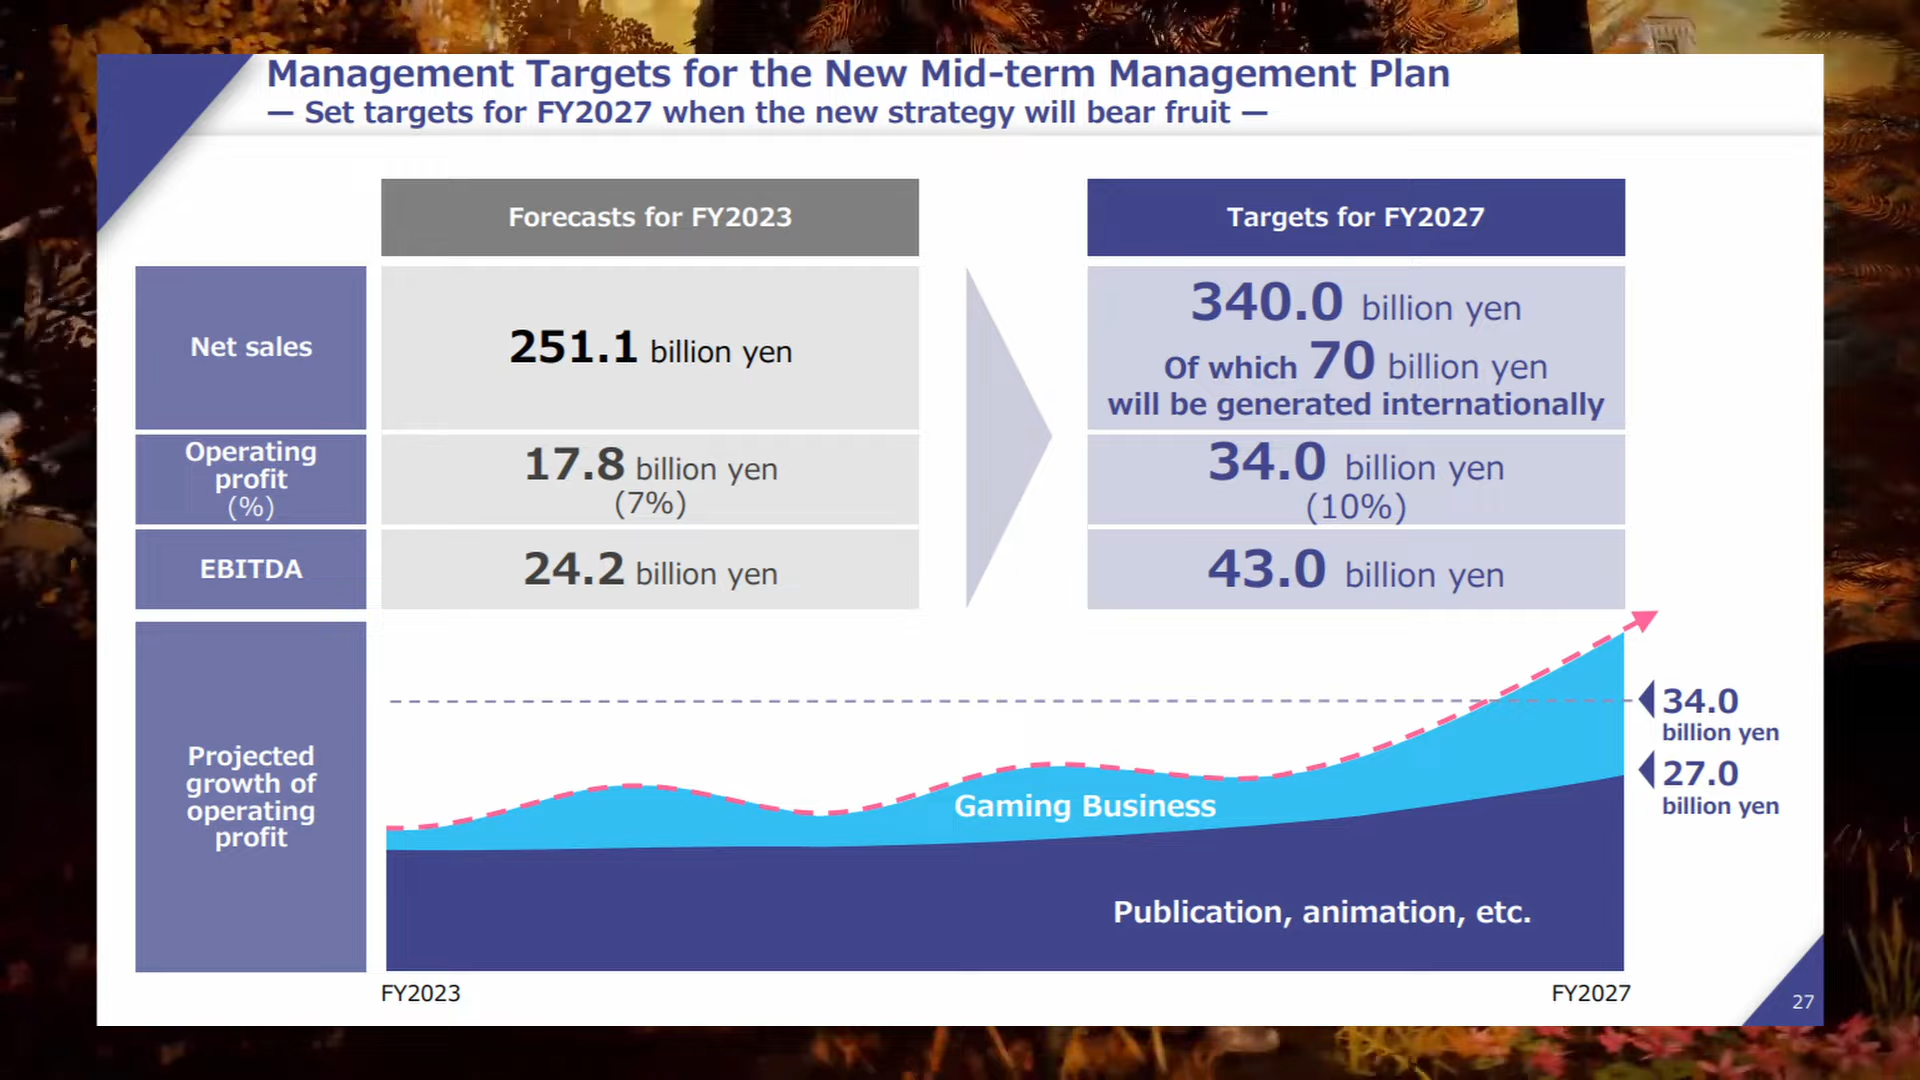 Management Targets for the New Mid-term Management Plan
— Set targets for FY2027 when the new strategy will bear fruit —
Forecasts for FY2023
Targets for FY2027
Net sales
251.1 billion yen
340.0 billion yen
Of which 70 billion yen
will be generated internationally
Operating
profit
(%)
17.8 billion yen
(7%)
34.0 billion yen
(10%)
EBITDA
24.2 billion yen
43.0 billion yen
Projected
growth of
operating
profit
34.0
billion yen
27.0
billion yen
Gaming Business
Publication, animation, etc.
FY2023
FY2027
27